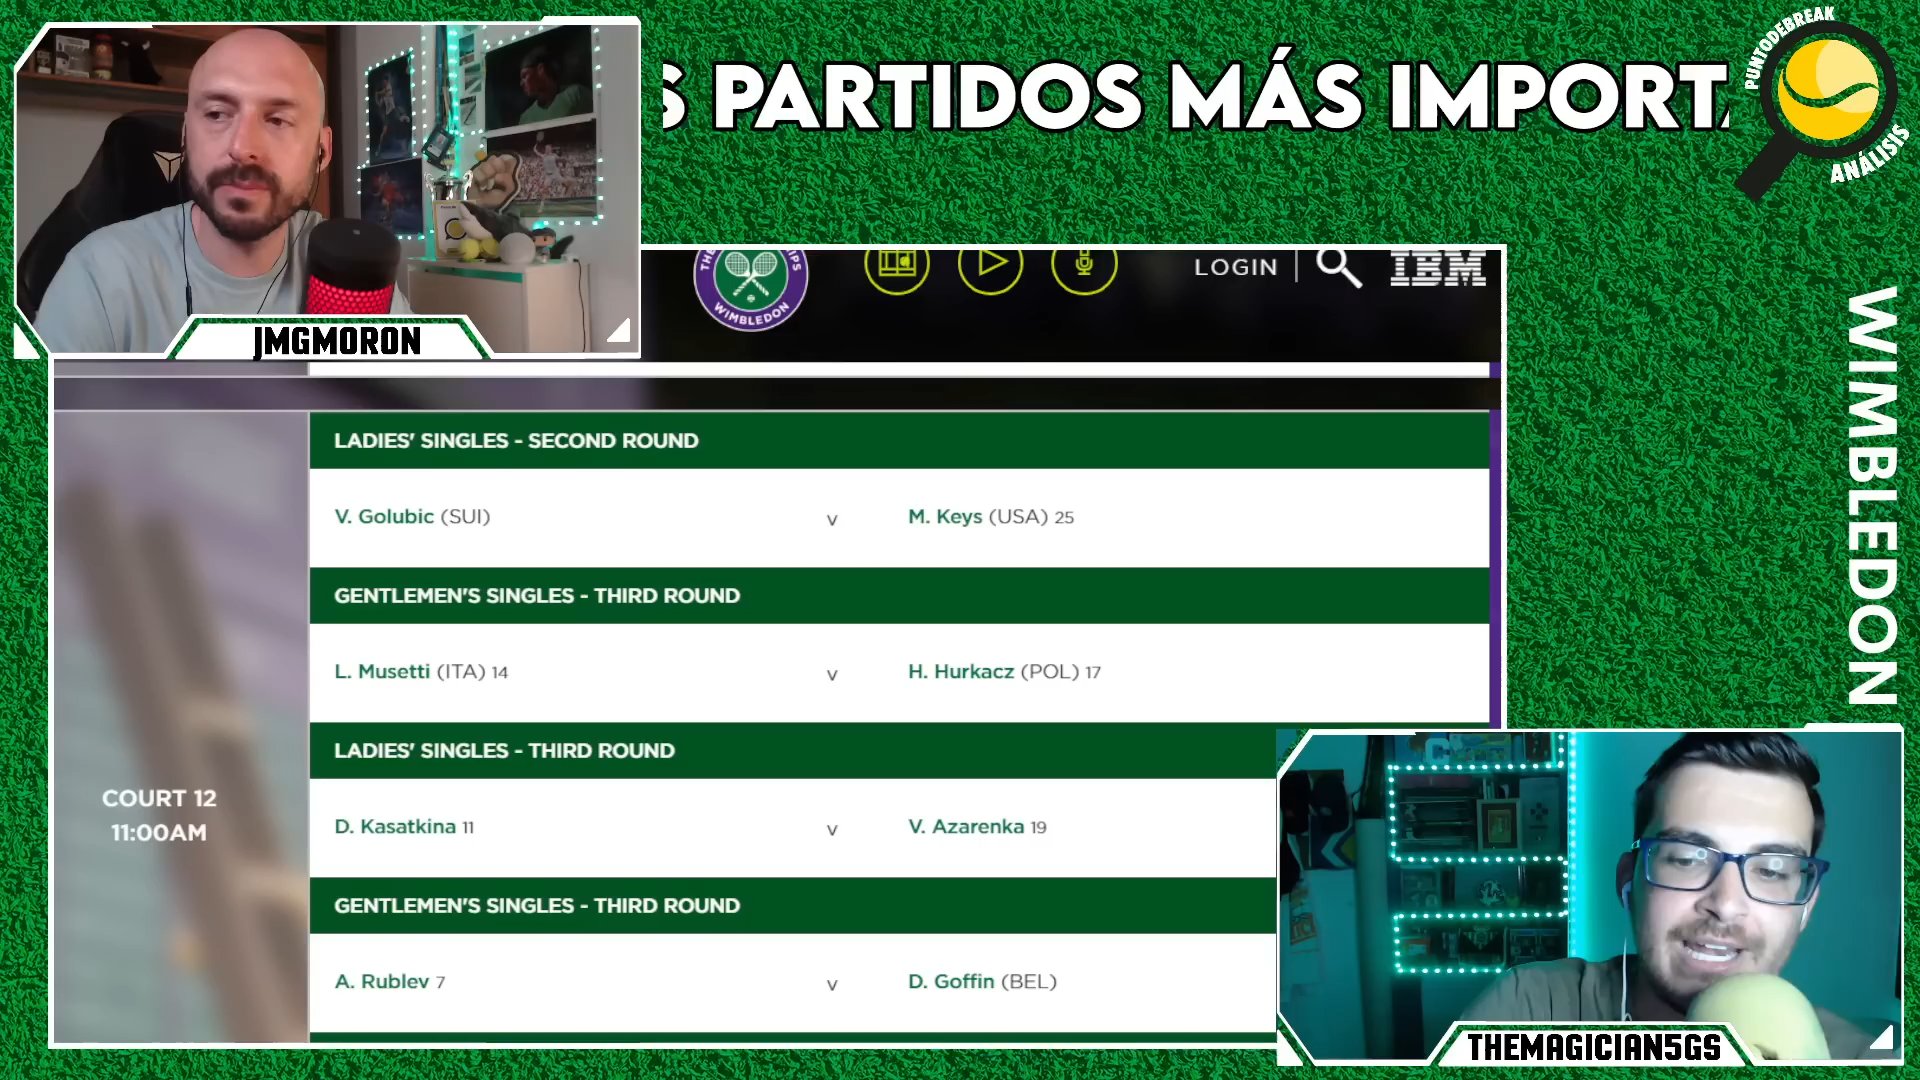 S PARTIDOS MÁS IMPORTA
PUNTODEBREAK
ANÁLISIS
WIMBLEDON
JMGMORON
WIMBLEDON
LOGIN
IBM
LADIES' SINGLES - SECOND ROUND
V. Golubic (SUI) v M. Keys (USA) 25
GENTLEMEN'S SINGLES - THIRD ROUND
L. Musetti (ITA) 14 v H. Hurkacz (POL) 17
LADIES' SINGLES - THIRD ROUND
COURT 12
11:00AM
D. Kasatkina 11 v V. Azarenka 19
GENTLEMEN'S SINGLES - THIRD ROUND
A. Rublev 7 v D. Goffin (BEL)
THEMAGICIAN5GS